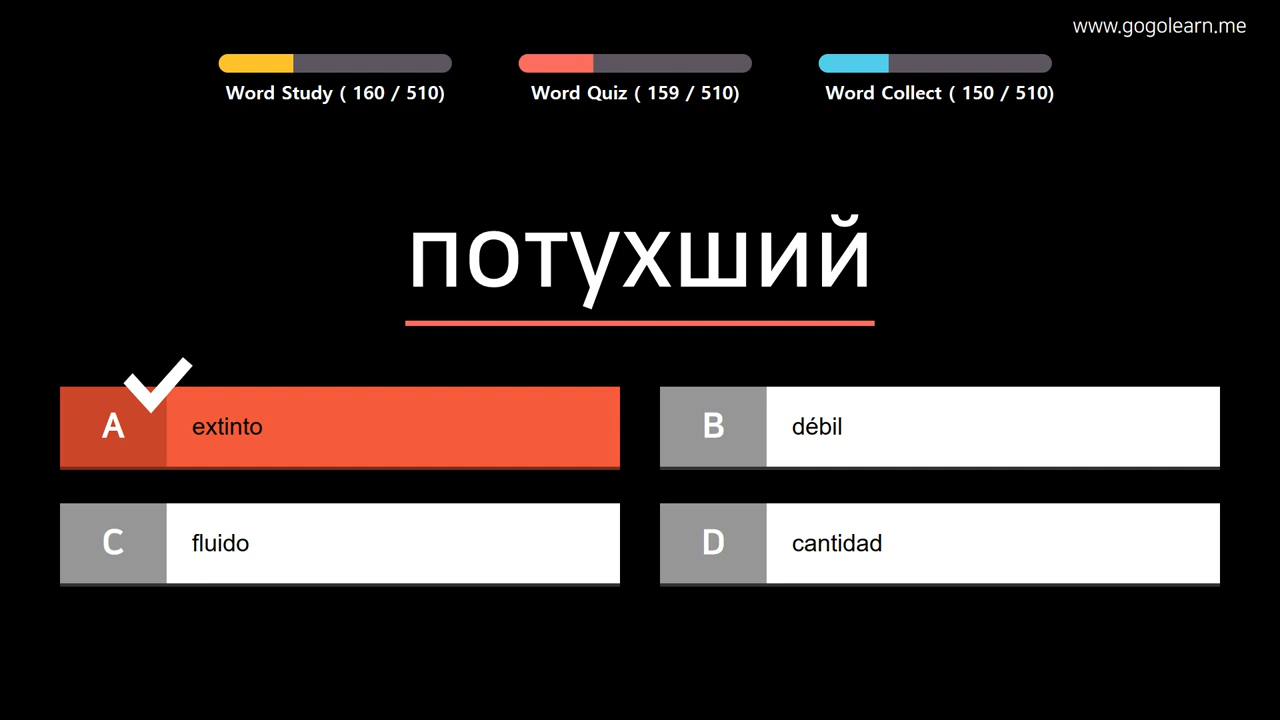 www.gogolearn.me
Word Study ( 160 / 510)
Word Quiz ( 159 / 510)
Word Collect ( 150 / 510)
потухший
A extinto
B débil
C fluido
D cantidad